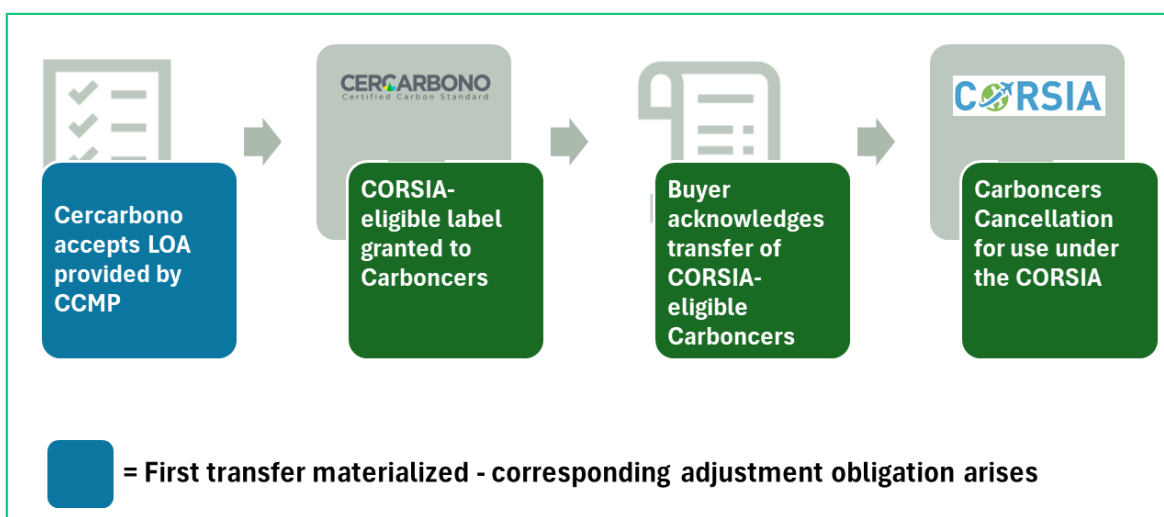 CERCARBONO
Certified Carbon Standard
CORSIA
Cercarbono
accepts LOA
provided by
CCMP
CORSIA-
eligible label
granted to
Carboncers
Buyer
acknowledges
transfer of
CORSIA-
eligible
Carboncers
Carboncers
Cancellation
for use under
the CORSIA
= First transfer materialized - corresponding adjustment obligation arises